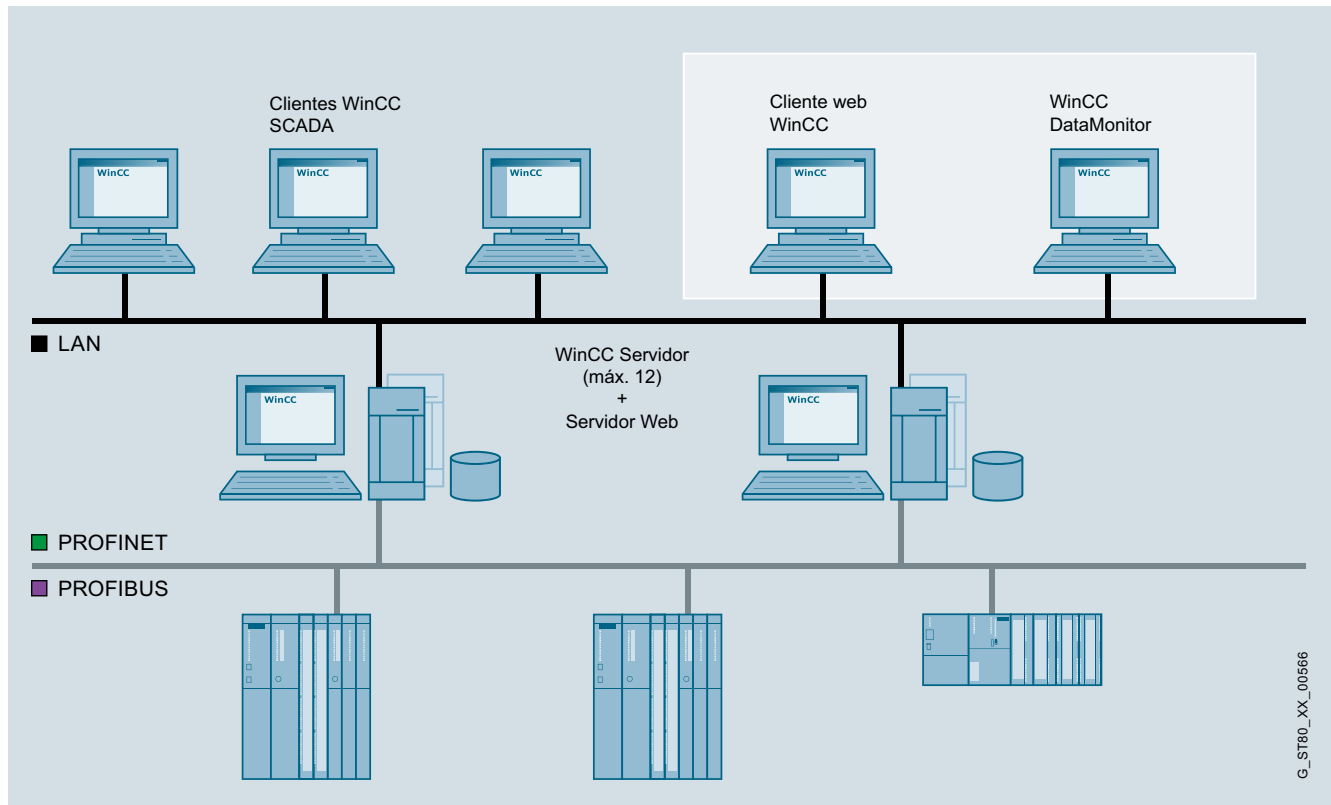 Clientes WinCC
SCADA
Cliente web
WinCC
WinCC
DataMonitor
WinCC
WinCC
WinCC
WinCC
WinCC
LAN
WinCC Servidor
(máx. 12)
+
Servidor Web
WinCC
WinCC
PROFINET
PROFIBUS
G_ST80_XX_00566